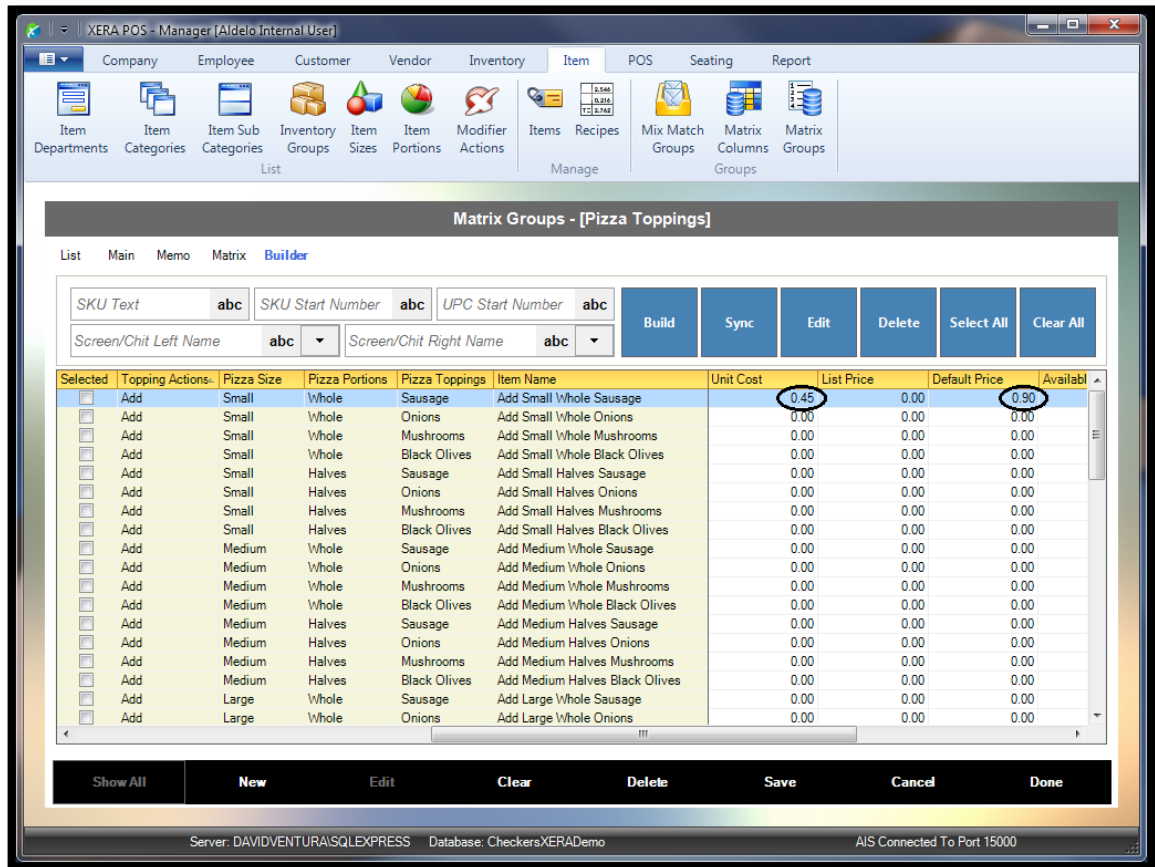 XERA POS - Manager [Aldelo Internal User]
Company Employee Customer Vendor Inventory Item POS Seating Report
Item Departments Item Categories Item Sub Categories Inventory Groups Item Sizes Item Portions Modifier Actions Items Recipes Mix Match Groups Matrix Columns Matrix Groups
List Manage Groups
Matrix Groups - [Pizza Toppings]
List Main Memo Matrix Builder
SKU Text abc SKU Start Number abc UPC Start Number abc
Build Sync Edit Delete Select All Clear All
Screen/Chit Left Name abc Screen/Chit Right Name abc
Selected Topping Actions Pizza Size Pizza Portions Pizza Toppings Item Name Unit Cost List Price Default Price Availabl
Add Small Whole Sausage Add Small Whole Sausage 0.45 0.00 0.90
Add Small Whole Onions Add Small Whole Onions 0.00 0.00 0.00
Add Small Whole Mushrooms Add Small Whole Mushrooms 0.00 0.00 0.00
Add Small Whole Black Olives Add Small Whole Black Olives 0.00 0.00 0.00
Add Small Halves Sausage Add Small Halves Sausage 0.00 0.00 0.00
Add Small Halves Onions Add Small Halves Onions 0.00 0.00 0.00
Add Small Halves Mushrooms Add Small Halves Mushrooms 0.00 0.00 0.00
Add Small Halves Black Olives Add Small Halves Black Olives 0.00 0.00 0.00
Add Medium Whole Sausage Add Medium Whole Sausage 0.00 0.00 0.00
Add Medium Whole Onions Add Medium Whole Onions 0.00 0.00 0.00
Add Medium Whole Mushrooms Add Medium Whole Mushrooms 0.00 0.00 0.00
Add Medium Whole Black Olives Add Medium Whole Black Olives 0.00 0.00 0.00
Add Medium Halves Sausage Add Medium Halves Sausage 0.00 0.00 0.00
Add Medium Halves Onions Add Medium Halves Onions 0.00 0.00 0.00
Add Medium Halves Mushrooms Add Medium Halves Mushrooms 0.00 0.00 0.00
Add Medium Halves Black Olives Add Medium Halves Black Olives 0.00 0.00 0.00
Add Large Whole Sausage Add Large Whole Sausage 0.00 0.00 0.00
Add Large Whole Onions Add Large Whole Onions 0.00 0.00 0.00
Show All New Edit Clear Delete Save Cancel Done
Server: DAVIDVENTURA\SQLEXPRESS Database: CheckersXERADemo AIS Connected To Port 15000